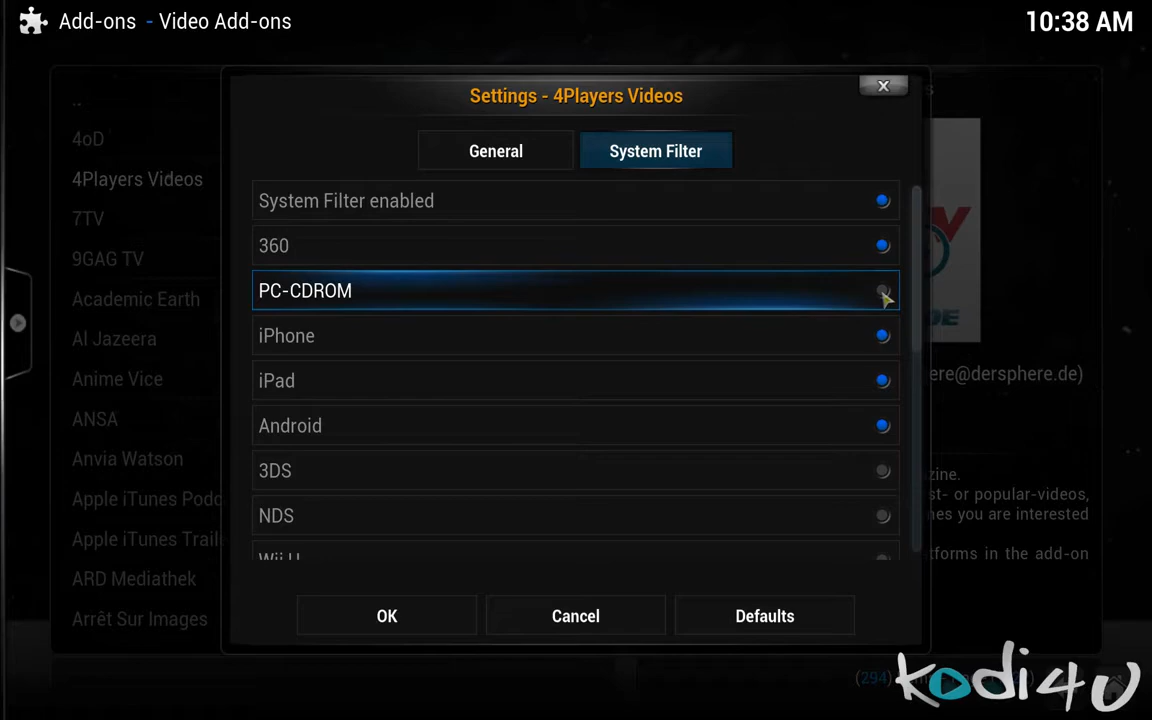 Add-ons - Video Add-ons
10:38 AM
..
4oD
4Players Videos
7TV
9GAG TV
Academic Earth
Al Jazeera
Anime Vice
ANSA
Anvia Watson
Apple iTunes Podc
Apple iTunes Trail
ARD Mediathek
Arrêt Sur Images
Settings - 4Players Videos
X
General
System Filter
System Filter enabled
360
PC-CDROM
iPhone
iPad
Android
3DS
NDS
Wii U
OK
Cancel
Defaults
s
ere@dersphere.de)
zine.
st- or popular-videos,
mes you are interested
tforms in the add-on
(294)
kodi4U